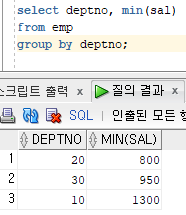 select deptno, min(sal)
from emp
group by deptno;
스크립트 출력 × 질의 결과 ×
SQL | 인출된 모든 행
DEPTNO MIN(SAL)
1 20 800
2 30 950
3 10 1300